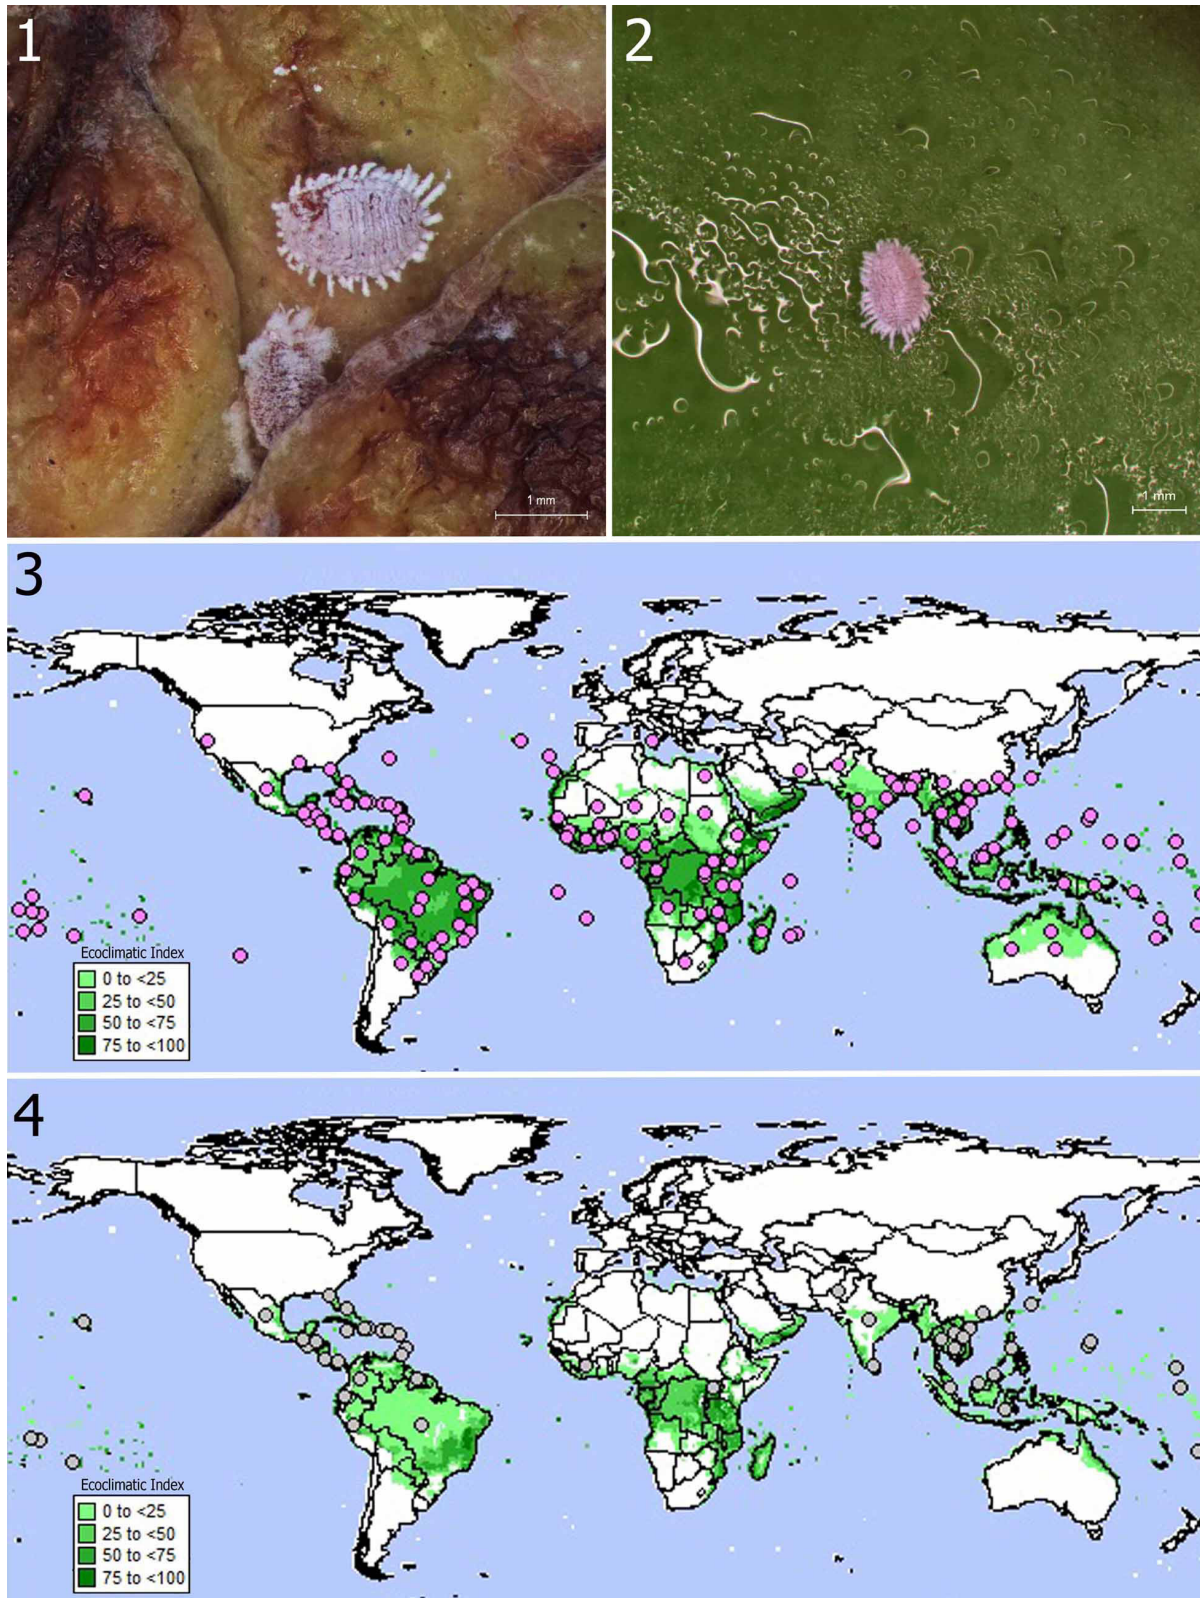 1
2
1 mm
1 mm
3
Ecoclimatic Index
0 to <25
25 to <50
50 to <75
75 to <100
4
Ecoclimatic Index
0 to <25
25 to <50
50 to <75
75 to <100